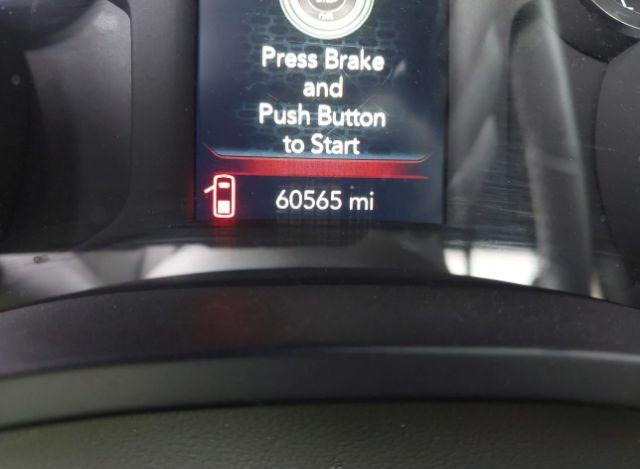 Press Brake
and
Push Button
to Start
60565 mi